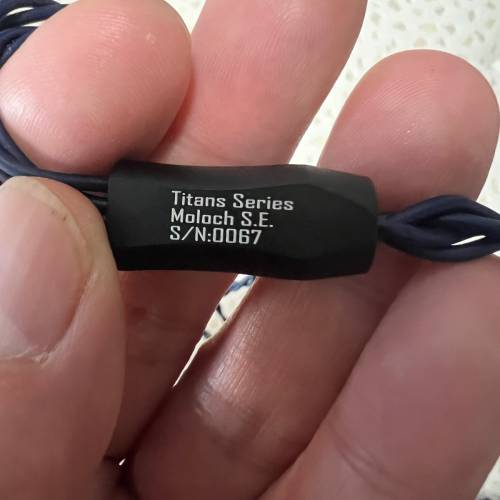 Titans Series
Moloch S.E.
S/N:0067